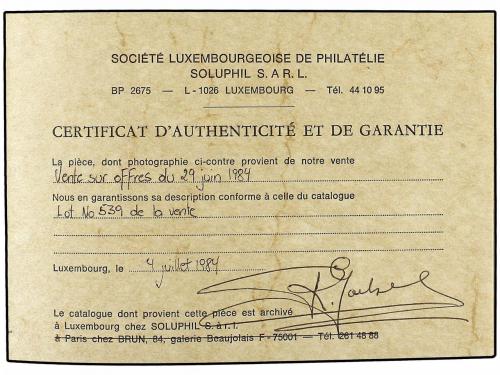 SOCIÉTÉ LUXEMBOURGEOISE DE PHILATÉLIE
SOLUPHIL S. A R. L.
BP 2675 — L - 1026 LUXEMBOURG — Tél. 44 10 95
CERTIFICAT D'AUTHENTICITÉ ET DE GARANTIE
La pièce, dont photographie ci-contre provient de notre vente
Vente sur offres du 29 juin 1984
Nous en garantissons sa description conforme à celle du catalogue
Lot No 539 de la vente
Luxembourg, le 4 juillet 1984
Le catalogue dont provient cette pièce est archivé
à Luxembourg chez SOLUPHIL S. à r. l.
à Paris chez BRUN, 84, galerie Beaujolais F - 75001 — Tél. 261 48 88